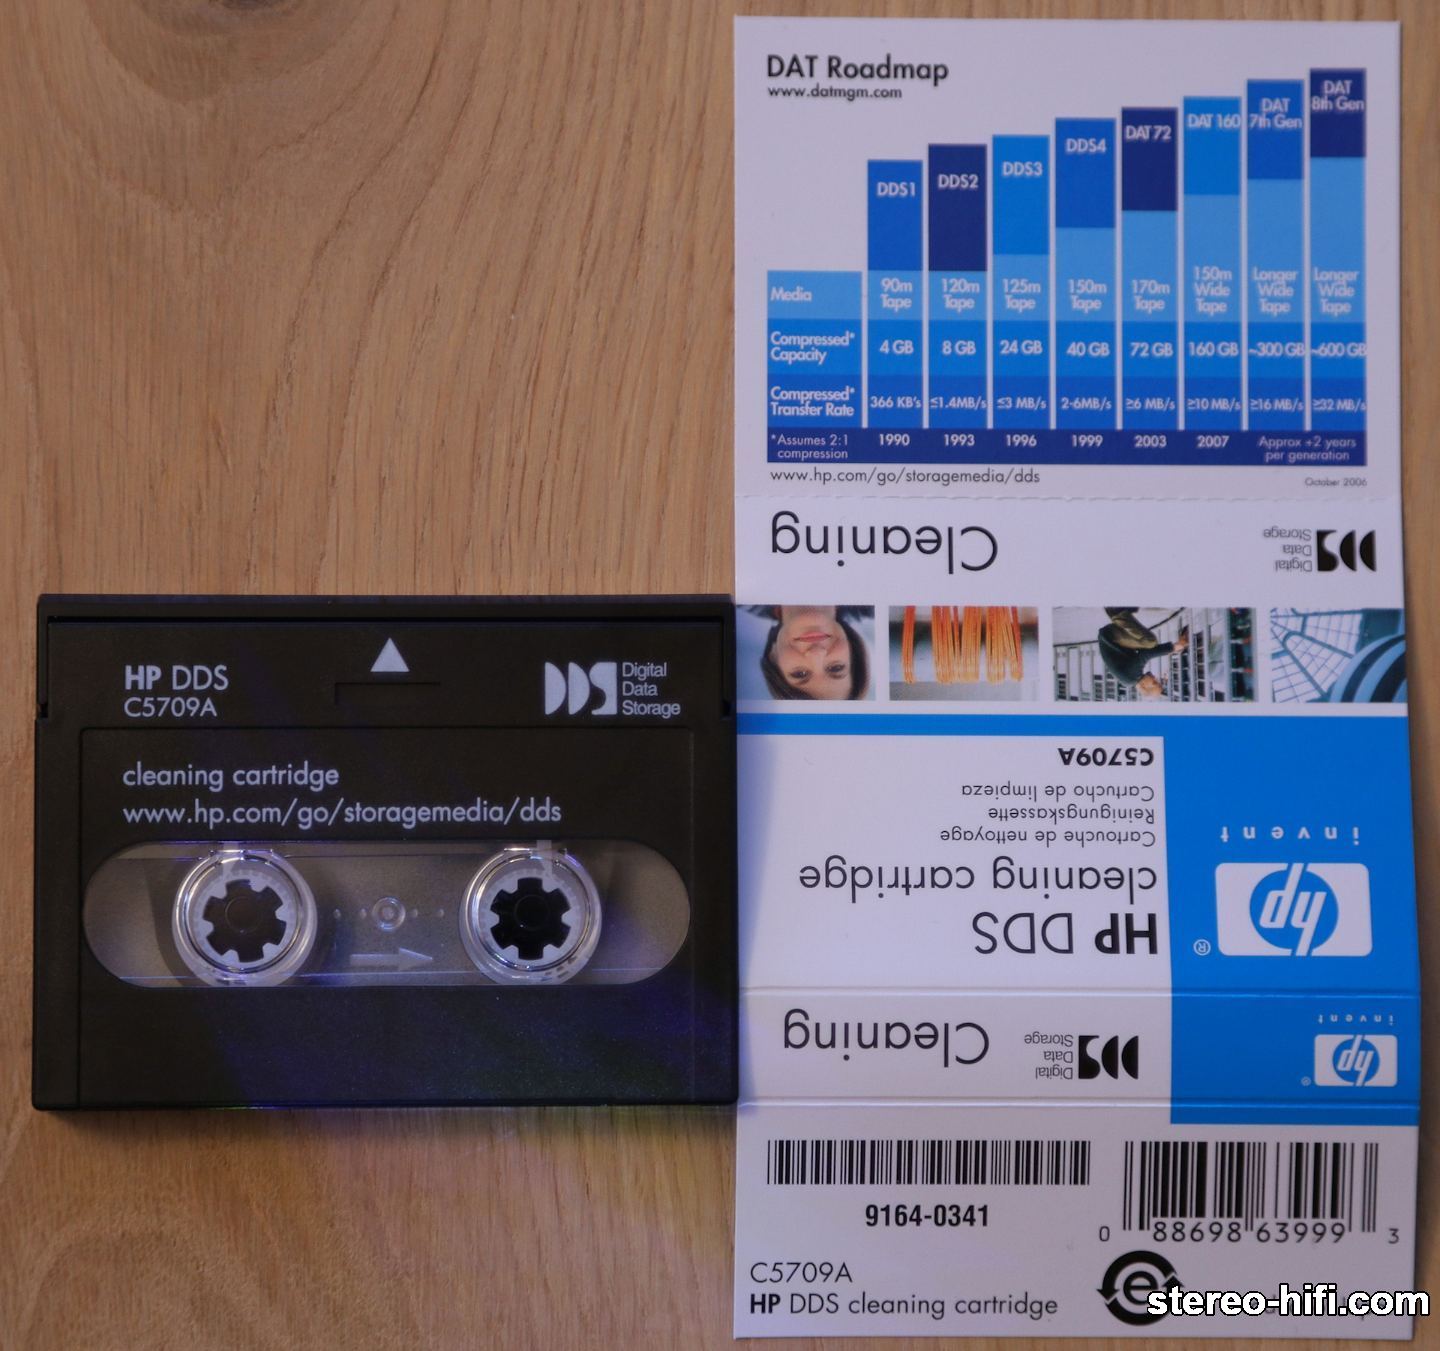 HP DDS
C5709A
DDS Digital
Data
Storage
cleaning cartridge
www.hp.com/go/storagemedia/dds
DAT Roadmap
www.datmgm.com
DDS1 DDS2 DDS3 DDS4 DAT 72 DAT 160 DAT 7th Gen DAT 8th Gen
Media 90m Tape 120m Tape 125m Tape 150m Tape 170m Tape 150m Wide Tape Longer Wide Tape Longer Wide Tape
Compressed* Capacity 4 GB 8 GB 24 GB 40 GB 72 GB 160 GB ~300 GB ~600 GB
Compressed* Transfer Rate 366 KB's ≤1.4MB/s ≤3 MB/s 2-6MB/s ≥6 MB/s ≥10 MB/s ≥16 MB/s ≥32 MB/s
*Assumes 2:1 compression 1990 1993 1996 1999 2003 2007 Approx +2 years per generation
www.hp.com/go/storagemedia/dds
October 2006
Cleaning
DDS Digital
Data
Storage
C5709A
Cartucho de limpieza
Reinigungskassette
Cartouche de nettoyage
cleaning cartridge
HP DDS
invent
hp ®
Cleaning
DDS Digital
Data
Storage
invent
hp ®
9164-0341
0 88698 63999 3
C5709A
HP DDS cleaning cartridge
e
stereo-hifi.com